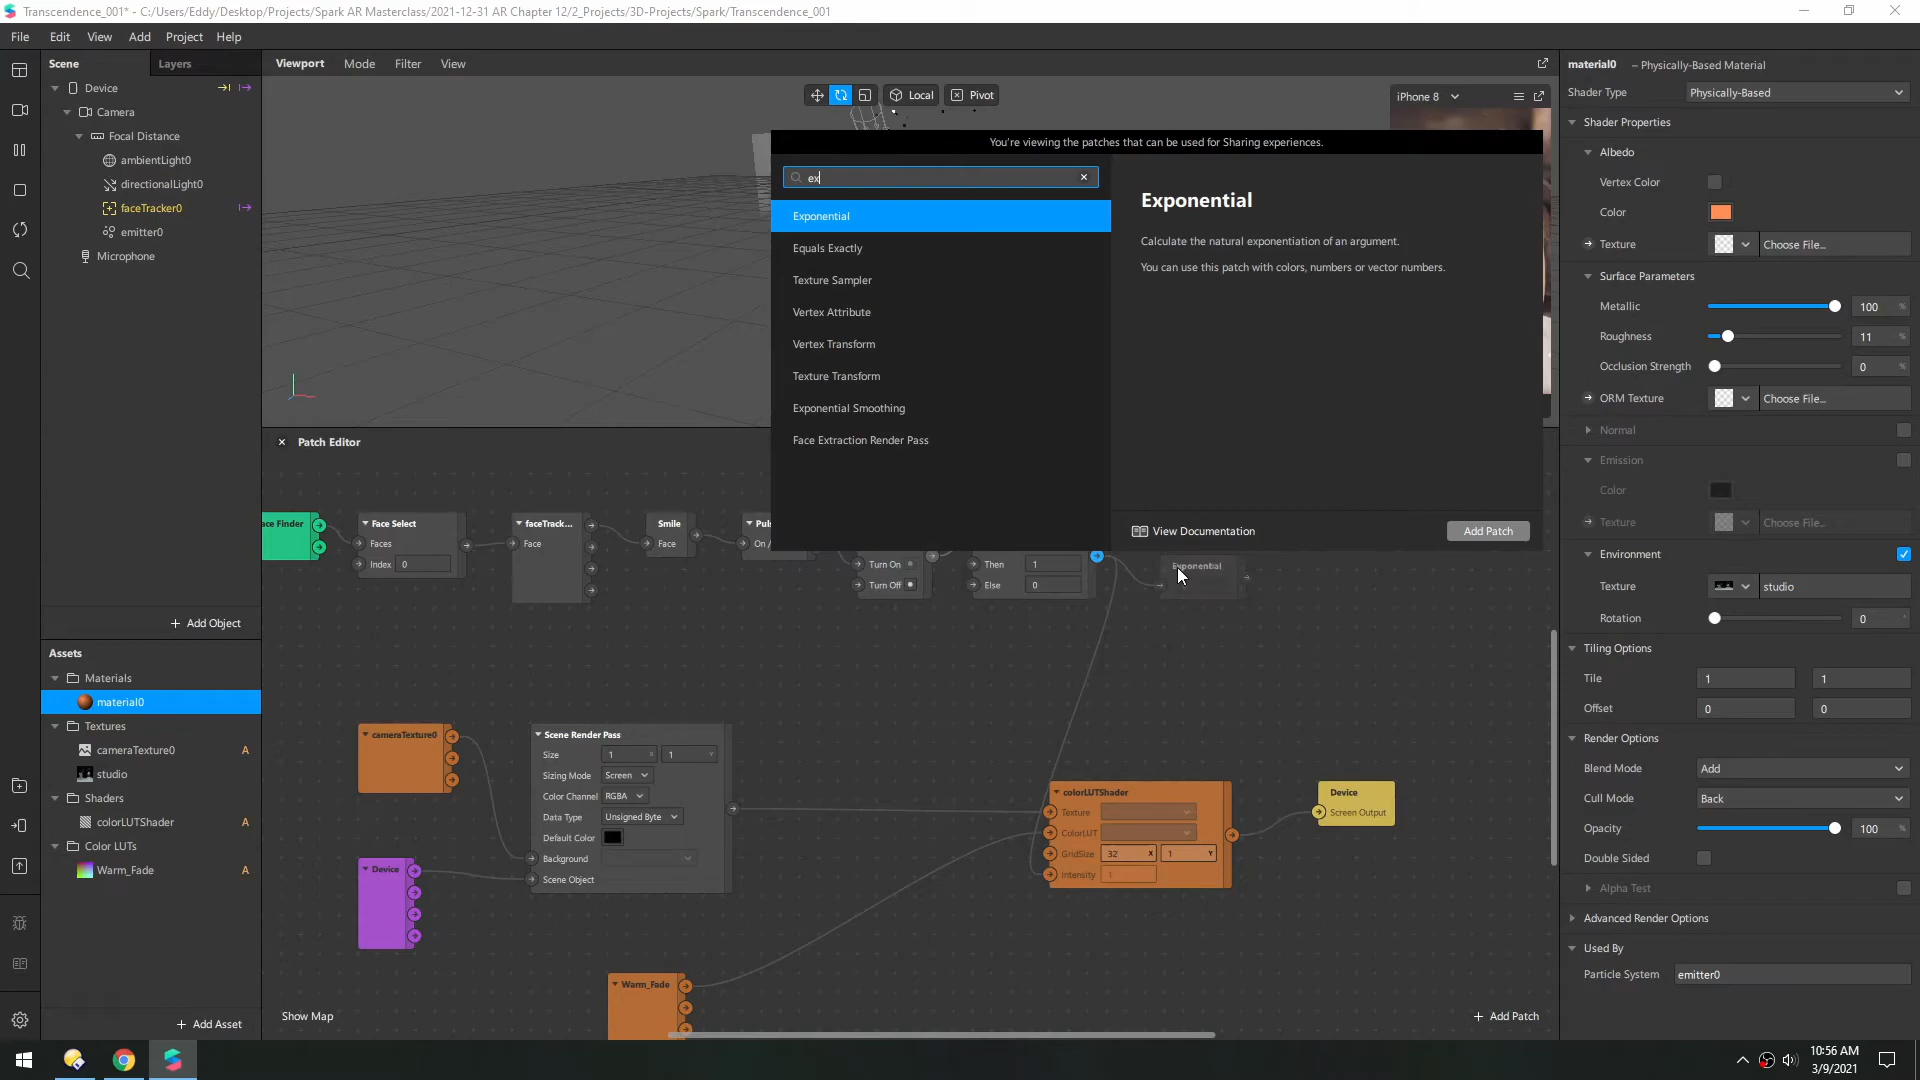 Transcendence_001* - C:/Users/Eddy/Desktop/Projects/Spark AR Masterclass/2021-12-31 AR Chapter 12/2_Projects/3D-Projects/Spark/Transcendence_001
File Edit View Add Project Help
Scene Layers
Device
Camera
Focal Distance
ambientLight0
directionalLight0
faceTracker0
emitter0
Microphone
+ Add Object
Assets
Materials
material0
Textures
cameraTexture0 A
studio
Shaders
colorLUTShader A
Color LUTs
Warm_Fade A
+ Add Asset
Viewport Mode Filter View
Local Pivot
iPhone 8
You're viewing the patches that can be used for Sharing experiences.
ex
Exponential
Equals Exactly
Texture Sampler
Vertex Attribute
Vertex Transform
Texture Transform
Exponential Smoothing
Face Extraction Render Pass
Exponential
Calculate the natural exponentiation of an argument.
You can use this patch with colors, numbers or vector numbers.
View Documentation
Add Patch
Patch Editor
ace Finder
Face Select
Faces
Index 0
faceTrack...
Face
Smile
Face
Puls
On /
Turn On
Turn Off
Then 1
Else 0
Exponential
cameraTexture0
Scene Render Pass
Size 1 X 1 Y
Sizing Mode Screen
Color Channel RGBA
Data Type Unsigned Byte
Default Color
Background
Scene Object
Device
Warm_Fade
colorLUTShader
Texture
ColorLUT
GridSize 32 X 1 Y
Intensity 1
Device
Screen Output
Show Map
+ Add Patch
material0 – Physically-Based Material
Shader Type Physically-Based
Shader Properties
Albedo
Vertex Color
Color
Texture Choose File...
Surface Parameters
Metallic 100 %
Roughness 11 %
Occlusion Strength 0 %
ORM Texture Choose File...
Normal
Emission
Color
Texture Choose File...
Environment
Texture studio
Rotation 0 °
Tiling Options
Tile 1 1
Offset 0 0
Render Options
Blend Mode Add
Cull Mode Back
Opacity 100 %
Double Sided
Alpha Test
Advanced Render Options
Used By
Particle System emitter0
10:56 AM
3/9/2021